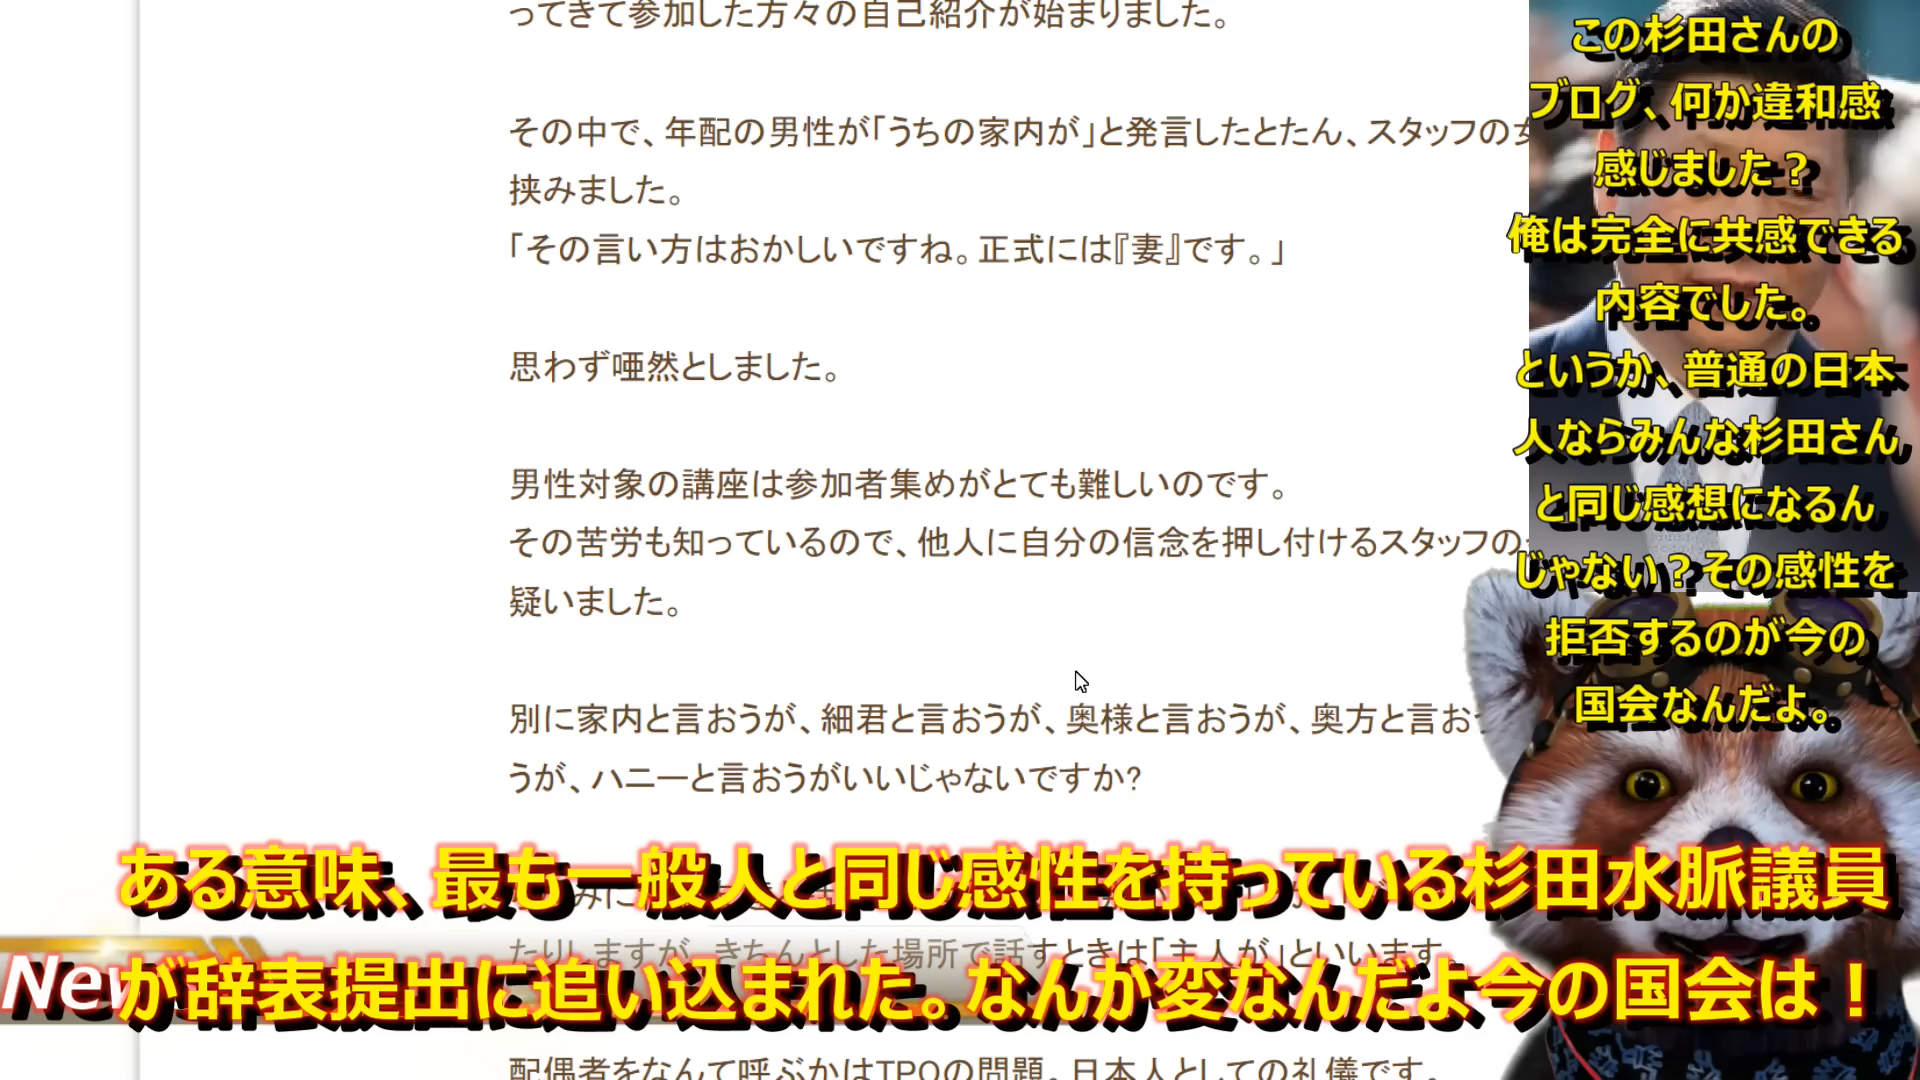 ってきて参加した方々の自己紹介が始まりました。
その中で、年配の男性が「うちの家内が」と発言したとたん、スタッフの女
挟みました。
「その言い方はおかしいですね。正式には『妻』です。」
思わず唖然としました。
男性対象の講座は参加者集めがとても難しいのです。
その苦労も知っているので、他人に自分の信念を押し付けるスタッフの
疑いました。
別に家内と言おうが、細君と言おうが、奥様と言おうが、奥方と言おう
うが、ハニーと言おうがいいじゃないですか?
たりしますが、きちんとした場所で話すときは「主人が」といいます。
配偶者をなんて呼ぶかはTPOの問題。日本人としての礼儀です。
この杉田さんの
ブログ、何か違和感
感じました？
俺は完全に共感できる
内容でした。
というか、普通の日本
人ならみんな杉田さん
と同じ感想になるん
じゃない？その感性を
拒否するのが今の
国会なんだよ。
ある意味、最も一般人と同じ感性を持っている杉田水脈議員
が辞表提出に追い込まれた。なんか変なんだよ今の国会は！